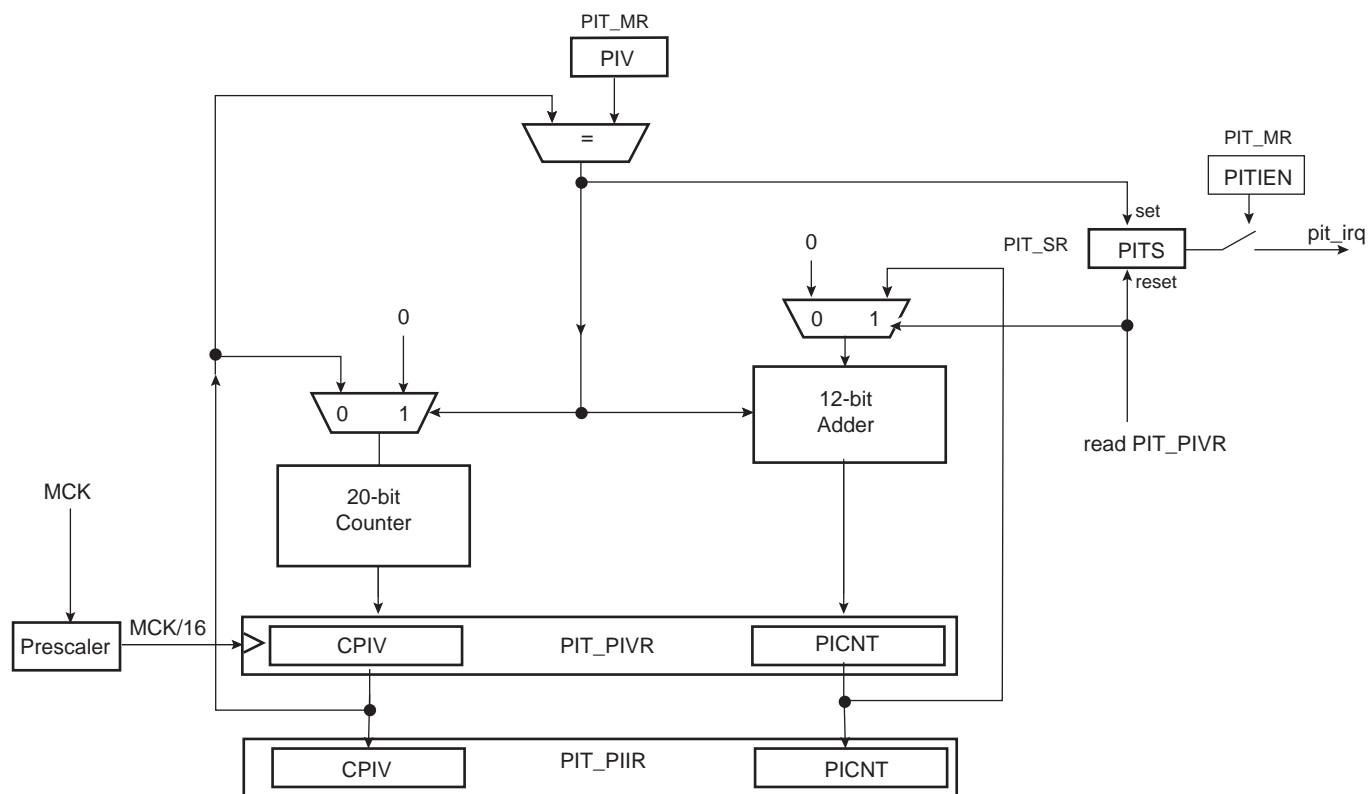 PIT_MR
PIV
=
PIT_MR
PITIEN
set
0
PIT_SR
PITS
pit_irq
reset
0
0 1
0 1
12-bit
Adder
read PIT_PIVR
MCK
20-bit
Counter
MCK/16
Prescaler
CPIV
PIT_PIVR
PICNT
CPIV
PIT_PIIR
PICNT